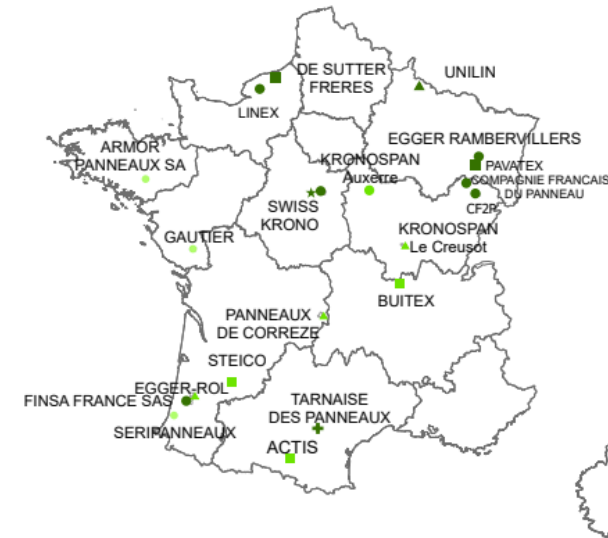 DE SUTTER
FRERES
UNILIN
LINEX
EGGER RAMBERVILLERS
ARMOR
PANNEAUX SA
KRONOSPAN
Auxerre
PAVATEX
COMPAGNIE FRANCAIS
DU PANNEAU
CF2P
SWISS
KRONO
GAUTIER
KRONOSPAN
Le Creusot
BUITEX
PANNEAUX
DE CORREZE
STEICO
EGGER-ROL
FINSA FRANCE SAS
SERIPANNEAUX
TARNAISE
DES PANNEAUX
ACTIS